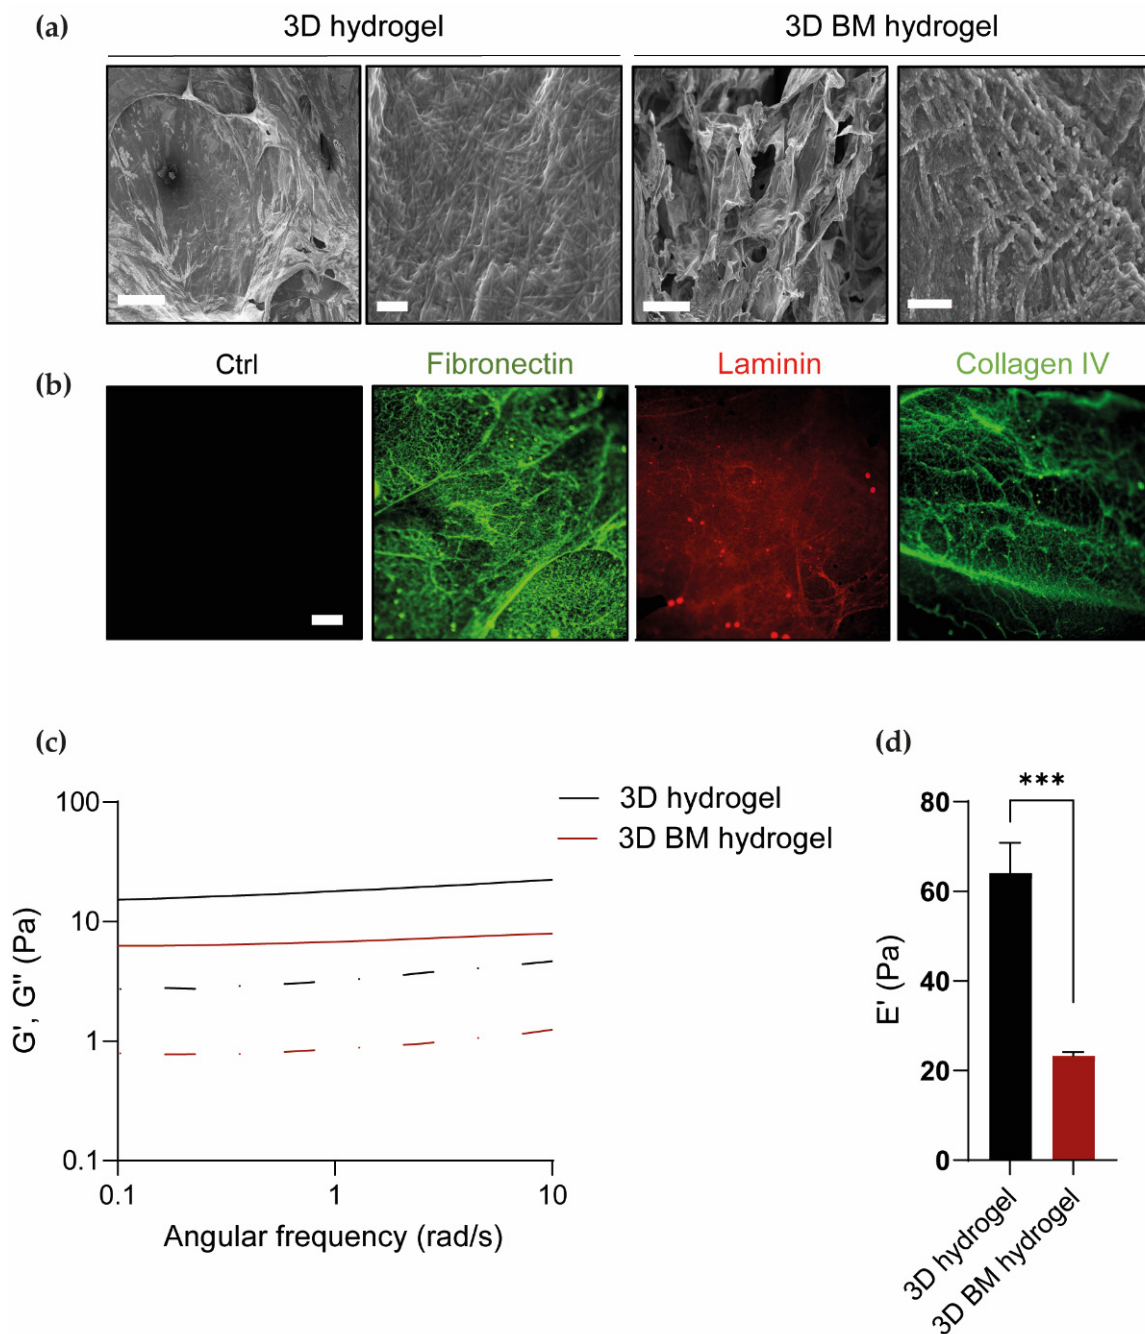 (a)
3D hydrogel
3D BM hydrogel
(b)
Ctrl
Fibronectin
Laminin
Collagen IV
(c)
100
10
1
0.1
G', G'' (Pa)
0.1
1
10
Angular frequency (rad/s)
3D hydrogel
3D BM hydrogel
(d)
***
80
60
40
20
0
E' (Pa)
3D hydrogel
3D BM hydrogel